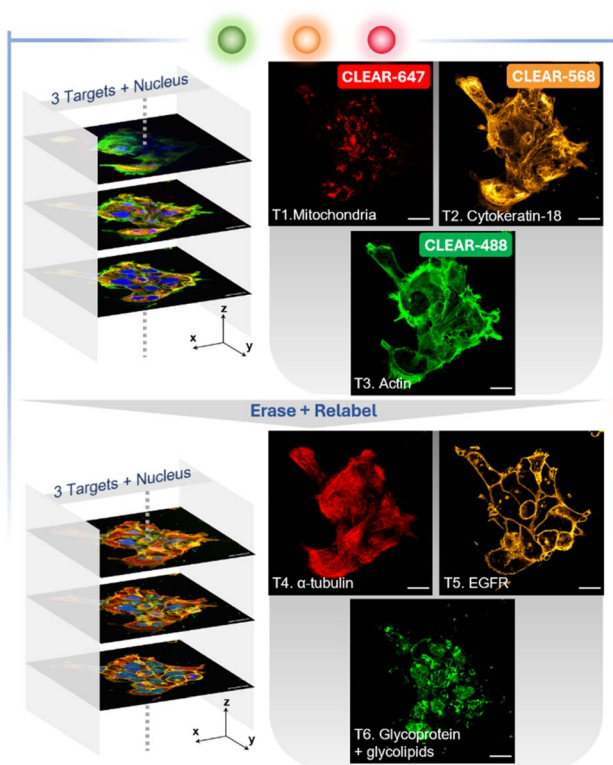 3 Targets + Nucleus
CLEAR-647
CLEAR-568
T1.Mitochondria
T2. Cytokeratin-18
CLEAR-488
T3. Actin
z
x
y
Erase + Relabel
3 Targets + Nucleus
T4. α-tubulin
T5. EGFR
T6. Glycoprotein
+ glycolipids
z
x
y